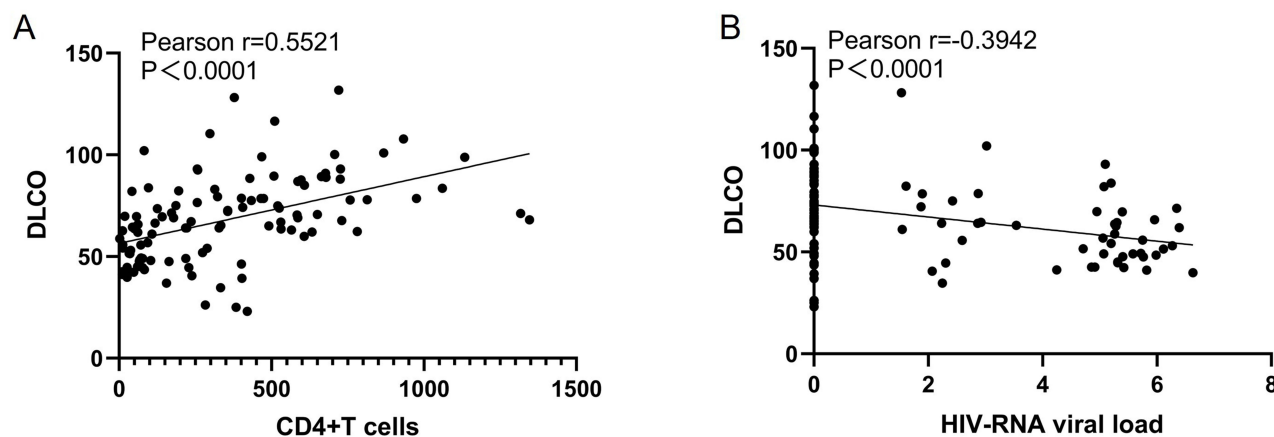 A
Pearson r=0.5521
P<0.0001
150
100
50
0
DLCO
0 500 1000 1500
CD4+T cells
B
Pearson r=-0.3942
P<0.0001
150
100
50
0
DLCO
0 2 4 6 8
HIV-RNA viral load